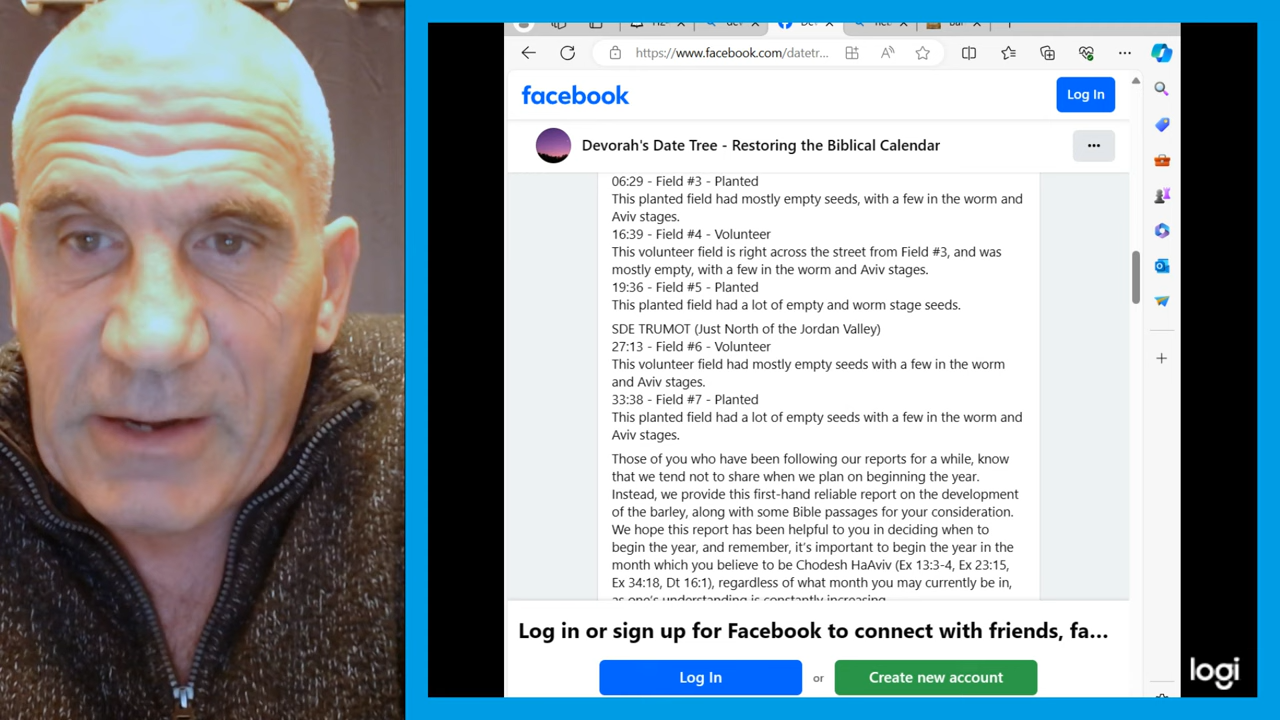 https://www.facebook.com/datetr...
facebook
Log In
Devorah's Date Tree - Restoring the Biblical Calendar
06:29 - Field #3 - Planted
This planted field had mostly empty seeds, with a few in the worm and
Aviv stages.
16:39 - Field #4 - Volunteer
This volunteer field is right across the street from Field #3, and was
mostly empty, with a few in the worm and Aviv stages.
19:36 - Field #5 - Planted
This planted field had a lot of empty and worm stage seeds.
SDE TRUMOT (Just North of the Jordan Valley)
27:13 - Field #6 - Volunteer
This volunteer field had mostly empty seeds with a few in the worm
and Aviv stages.
33:38 - Field #7 - Planted
This planted field had a lot of empty seeds with a few in the worm and
Aviv stages.
Those of you who have been following our reports for a while, know
that we tend not to share when we plan on beginning the year.
Instead, we provide this first-hand reliable report on the development
of the barley, along with some Bible passages for your consideration.
We hope this report has been helpful to you in deciding when to
begin the year, and remember, it's important to begin the year in the
month which you believe to be Chodesh HaAviv (Ex 13:3-4, Ex 23:15,
Ex 34:18, Dt 16:1), regardless of what month you may currently be in,
as one's understanding is constantly increasing.
Log in or sign up for Facebook to connect with friends, fa...
Log In
or
Create new account
logi